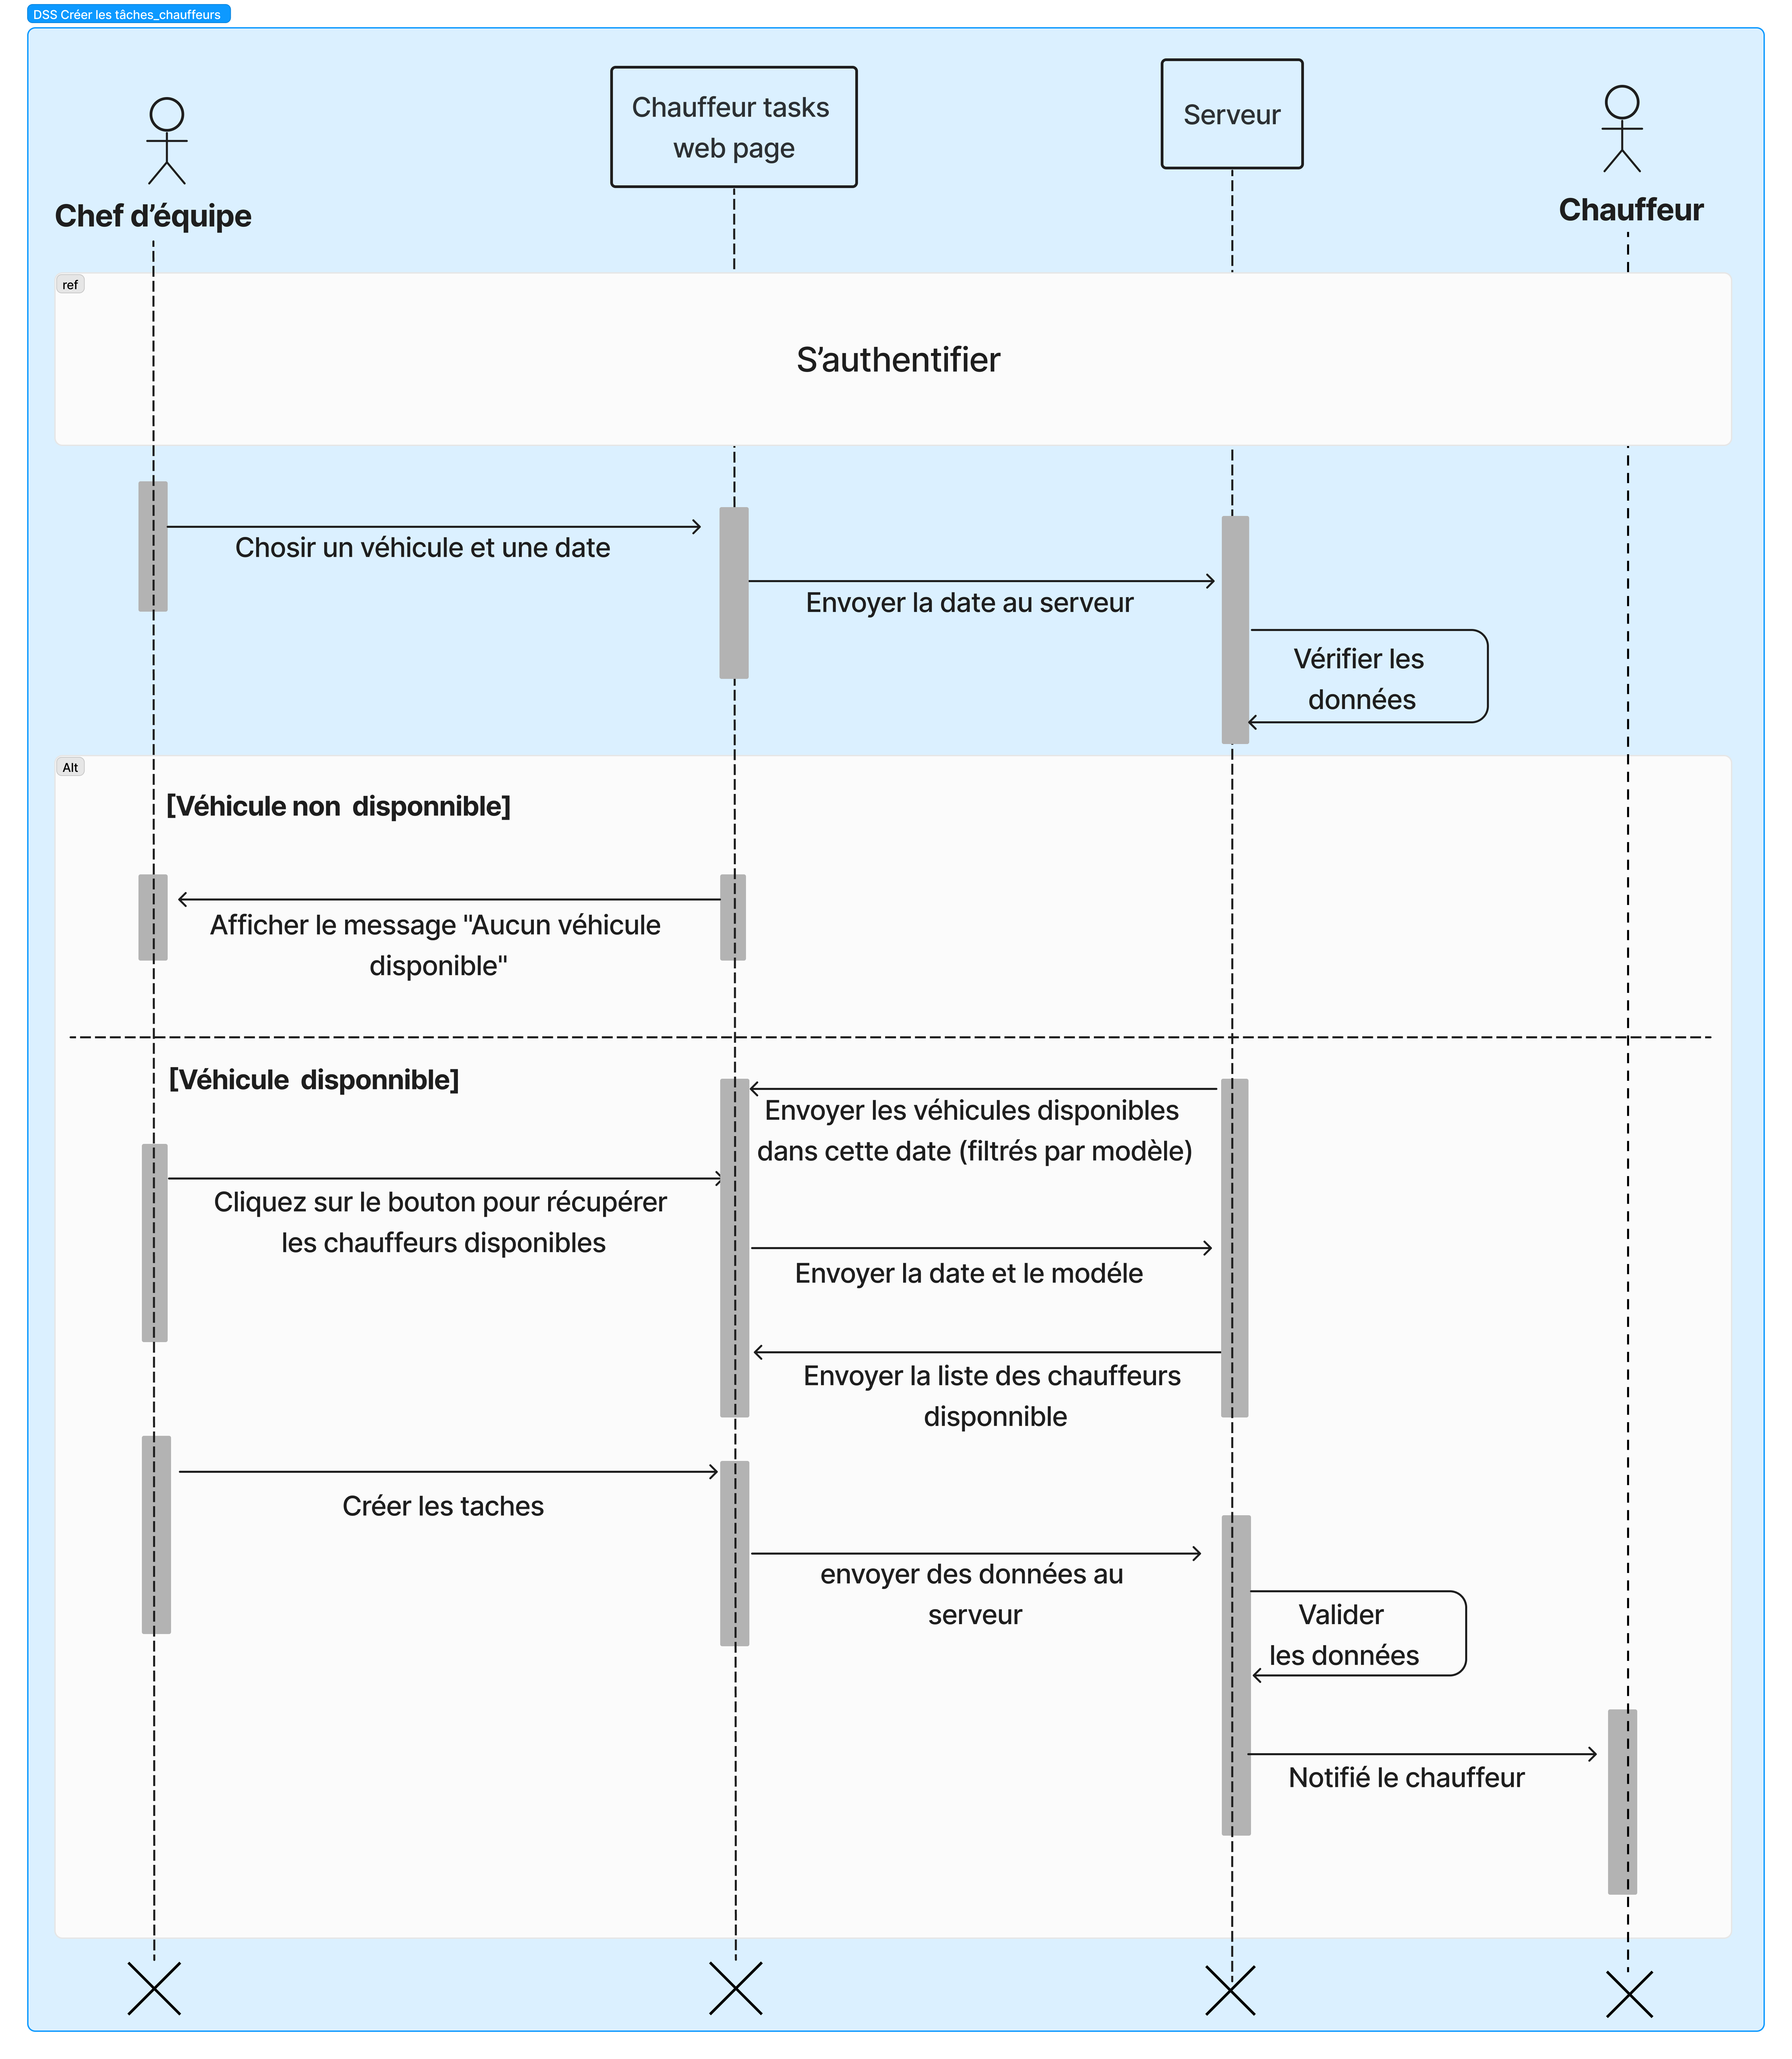 DSS Créer les tâches_chauffeurs
Chauffeur tasks
web page
Serveur
Chef d’équipe
Chauffeur
ref
S’authentifier
Chosir un véhicule et une date
Envoyer la date au serveur
Vérifier les
données
Alt
[Véhicule non disponnible]
Afficher le message "Aucun véhicule
disponible"
[Véhicule disponnible]
Envoyer les véhicules disponibles
dans cette date (filtrés par modèle)
Cliquez sur le bouton pour récupérer
les chauffeurs disponibles
Envoyer la date et le modéle
Envoyer la liste des chauffeurs
disponnible
Créer les taches
envoyer des données au
serveur
Valider
les données
Notifié le chauffeur